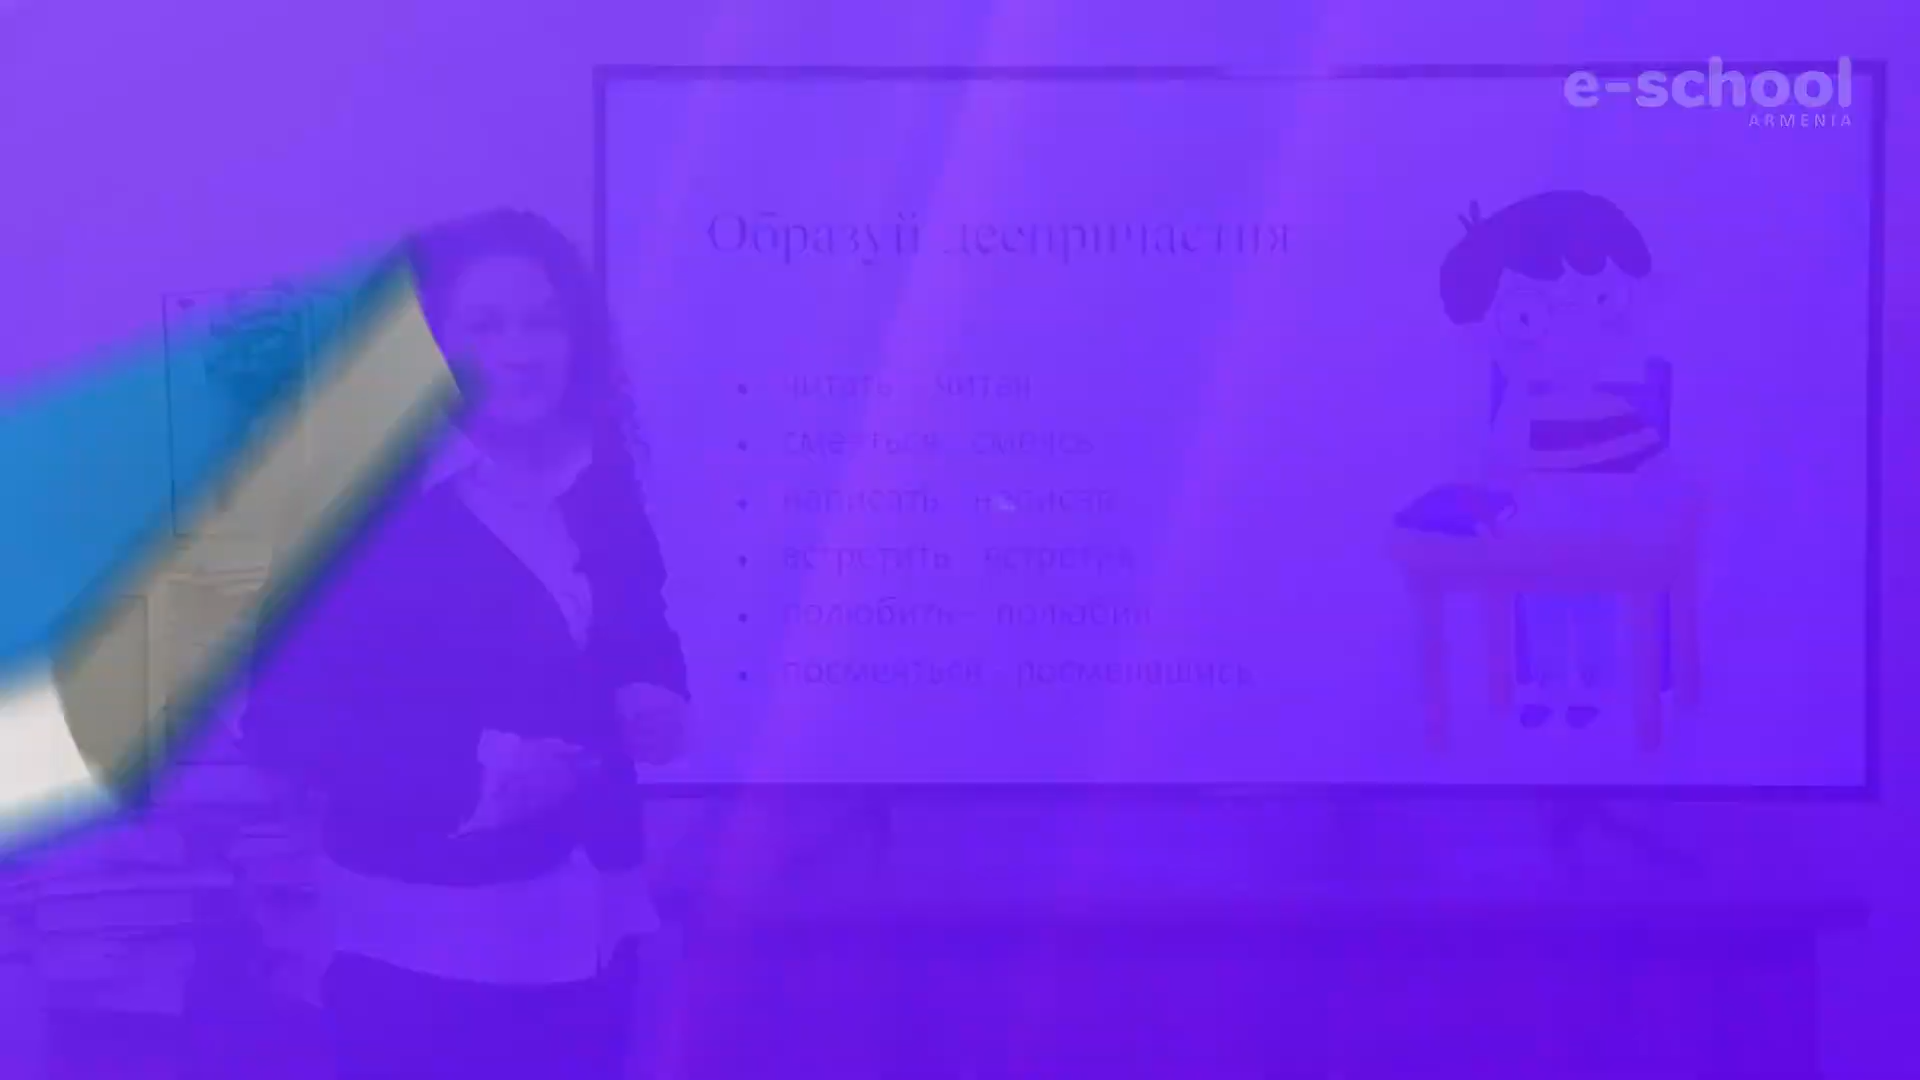 e-school
ARMENIA
Образуй деепричастия
• читать читая
• смеяться смеясь
• написать написав
• встретить встретив
• полюбить – полюбив
• посмеяться посмеявшись